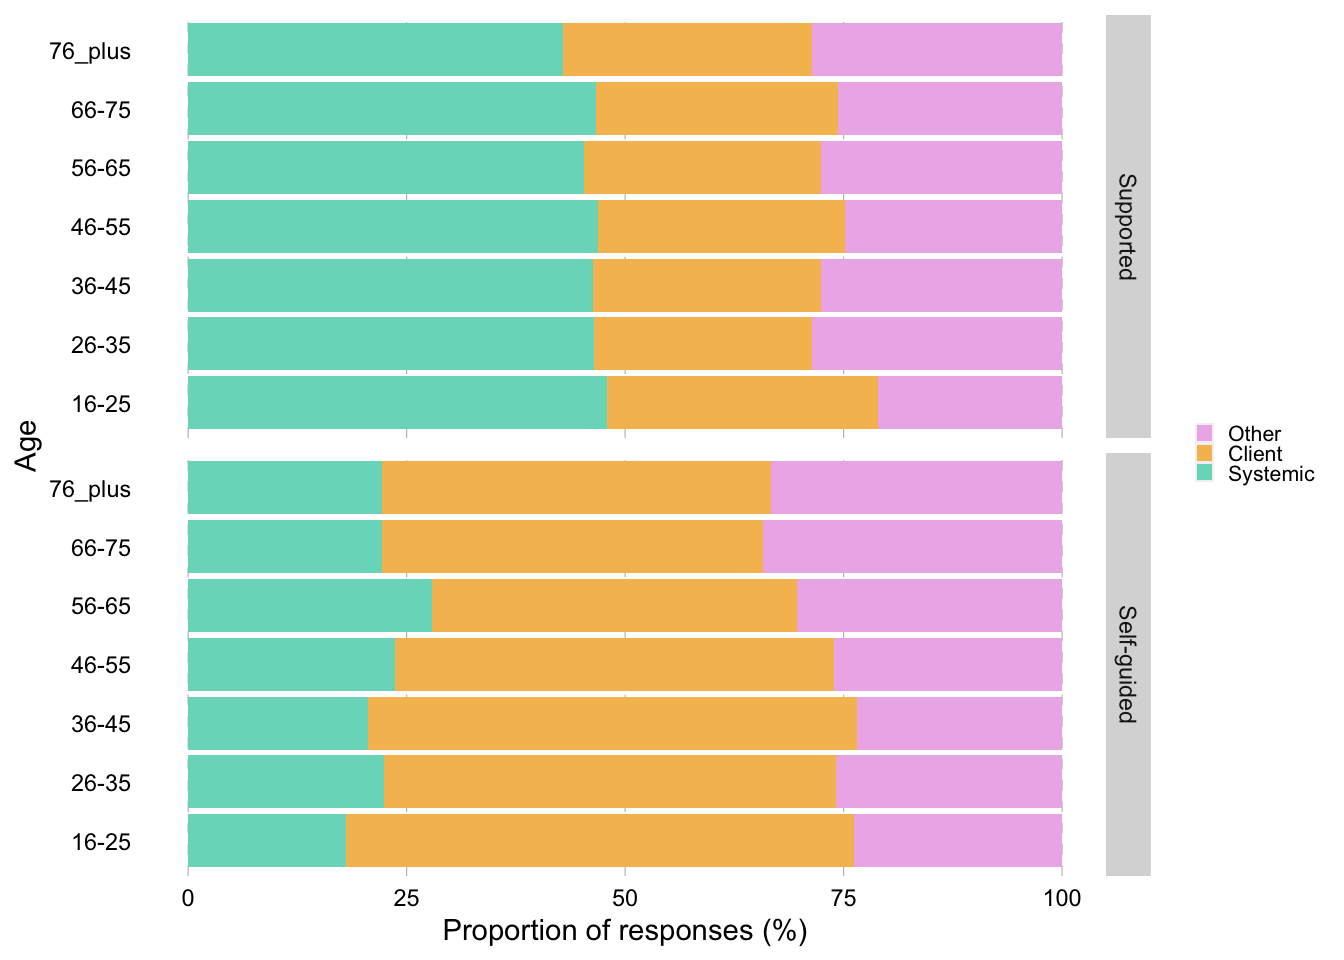 76_plus
66-75
56-65
46-55
36-45
26-35
16-25
Supported
76_plus
66-75
56-65
46-55
36-45
26-35
16-25
Self-guided
Age
0 25 50 75 100
Proportion of responses (%)
Other
Client
Systemic